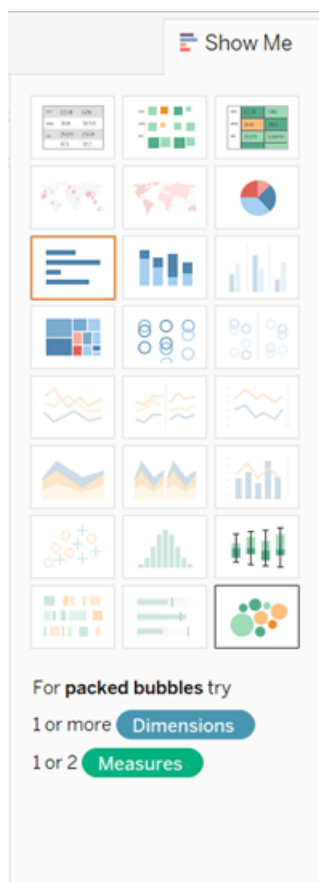 Show Me
For packed bubbles try
1 or more Dimensions
1 or 2 Measures